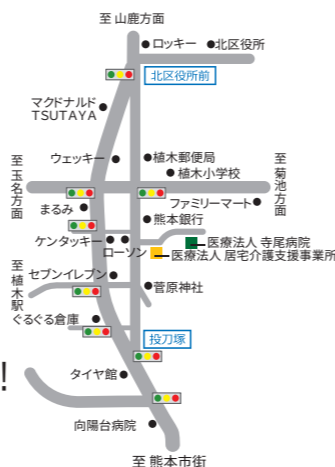 至 山鹿方面
ロッキー
北区役所
北区役所前
マクドナルド
TSUTAYA
ウェッキー
植木郵便局
植木小学校
至玉名方面
至菊池方面
ファミリーマート
まるみ
熊本銀行
ケンタッキー
ローソン
医療法人 寺尾病院
医療法人 居宅介護支援事業所
至植木駅
セブンイレブン
菅原神社
ぐるぐる倉庫
投刀塚
!
タイヤ館
向陽台病院
至 熊本市街